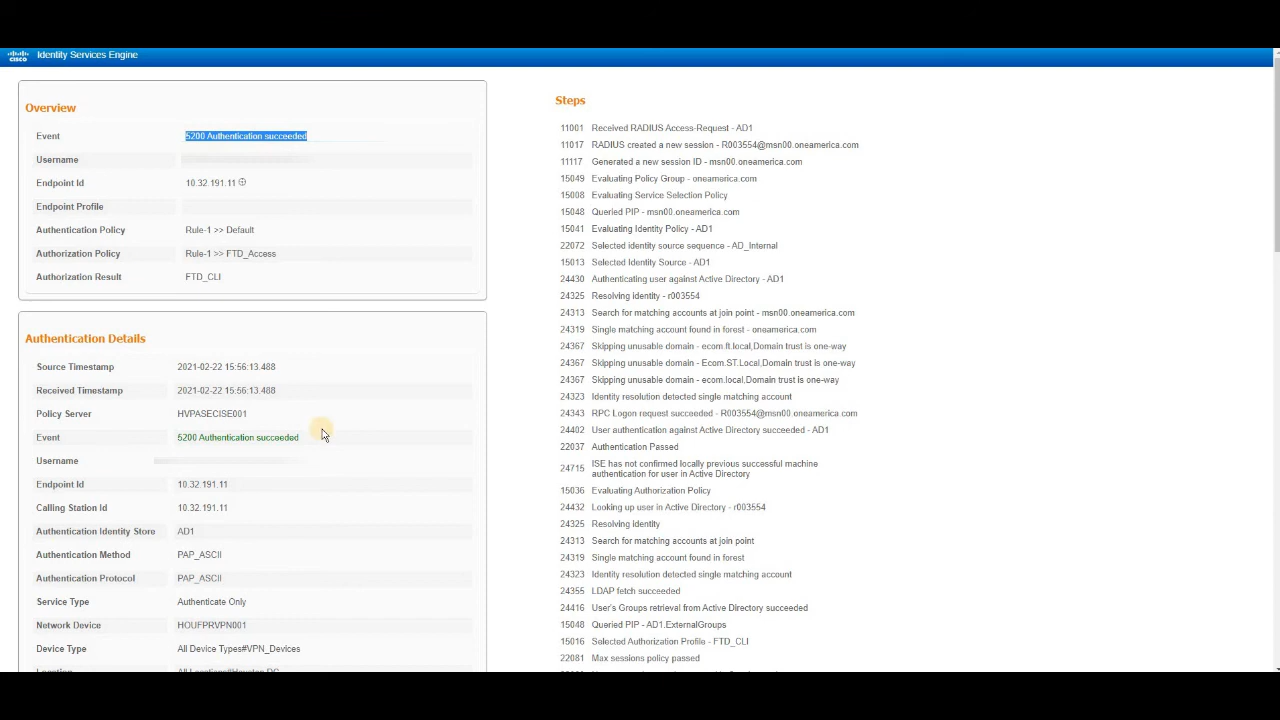 cisco Identity Services Engine
Overview
Event 5200 Authentication succeeded
Username
Endpoint Id 10.32.191.11
Endpoint Profile
Authentication Policy Rule-1 >> Default
Authorization Policy Rule-1 >> FTD_Access
Authorization Result FTD_CLI
Authentication Details
Source Timestamp 2021-02-22 15:56:13.488
Received Timestamp 2021-02-22 15:56:13.488
Policy Server HVPASECISE001
Event 5200 Authentication succeeded
Username
Endpoint Id 10.32.191.11
Calling Station Id 10.32.191.11
Authentication Identity Store AD1
Authentication Method PAP_ASCII
Authentication Protocol PAP_ASCII
Service Type Authenticate Only
Network Device HOUFPRVPN001
Device Type All Device Types#VPN_Devices
Location All Locations#Houston DC
Steps
11001 Received RADIUS Access-Request - AD1
11017 RADIUS created a new session - R003554@msn00.oneamerica.com
11117 Generated a new session ID - msn00.oneamerica.com
15049 Evaluating Policy Group - oneamerica.com
15008 Evaluating Service Selection Policy
15048 Queried PIP - msn00.oneamerica.com
15041 Evaluating Identity Policy - AD1
22072 Selected identity source sequence - AD_Internal
15013 Selected Identity Source - AD1
24430 Authenticating user against Active Directory - AD1
24325 Resolving identity - r003554
24313 Search for matching accounts at join point - msn00.oneamerica.com
24319 Single matching account found in forest - oneamerica.com
24367 Skipping unusable domain - ecom.ft.local,Domain trust is one-way
24367 Skipping unusable domain - Ecom.ST.Local,Domain trust is one-way
24367 Skipping unusable domain - ecom.local,Domain trust is one-way
24323 Identity resolution detected single matching account
24343 RPC Logon request succeeded - R003554@msn00.oneamerica.com
24402 User authentication against Active Directory succeeded - AD1
22037 Authentication Passed
24715 ISE has not confirmed locally previous successful machine
authentication for user in Active Directory
15036 Evaluating Authorization Policy
24432 Looking up user in Active Directory - r003554
24325 Resolving identity
24313 Search for matching accounts at join point
24319 Single matching account found in forest
24323 Identity resolution detected single matching account
24355 LDAP fetch succeeded
24416 User's Groups retrieval from Active Directory succeeded
15048 Queried PIP - AD1.ExternalGroups
15016 Selected Authorization Profile - FTD_CLI
22081 Max sessions policy passed